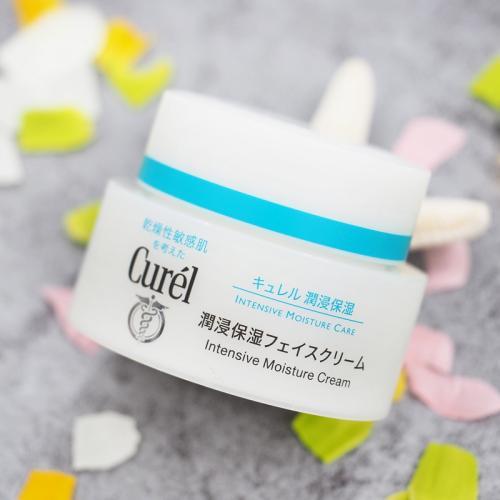 乾燥性敏感肌
を考えた
Curél
キュレル 潤浸保湿
INTENSIVE MOISTURE CARE
潤浸保湿フェイスクリーム
Intensive Moisture Cream